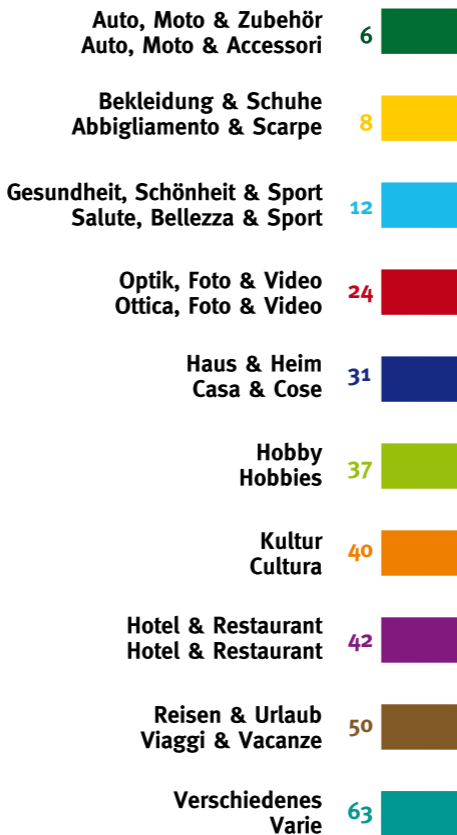 Auto, Moto & Zubehör
Auto, Moto & Accessori
6
Bekleidung & Schuhe
Abbigliamento & Scarpe
8
Gesundheit, Schönheit & Sport
Salute, Bellezza & Sport
12
Optik, Foto & Video
Ottica, Foto & Video
24
Haus & Heim
Casa & Cose
31
Hobby
Hobbies
37
Kultur
Cultura
40
Hotel & Restaurant
Hotel & Restaurant
42
Reisen & Urlaub
Viaggi & Vacanze
50
Verschiedenes
Varie
63